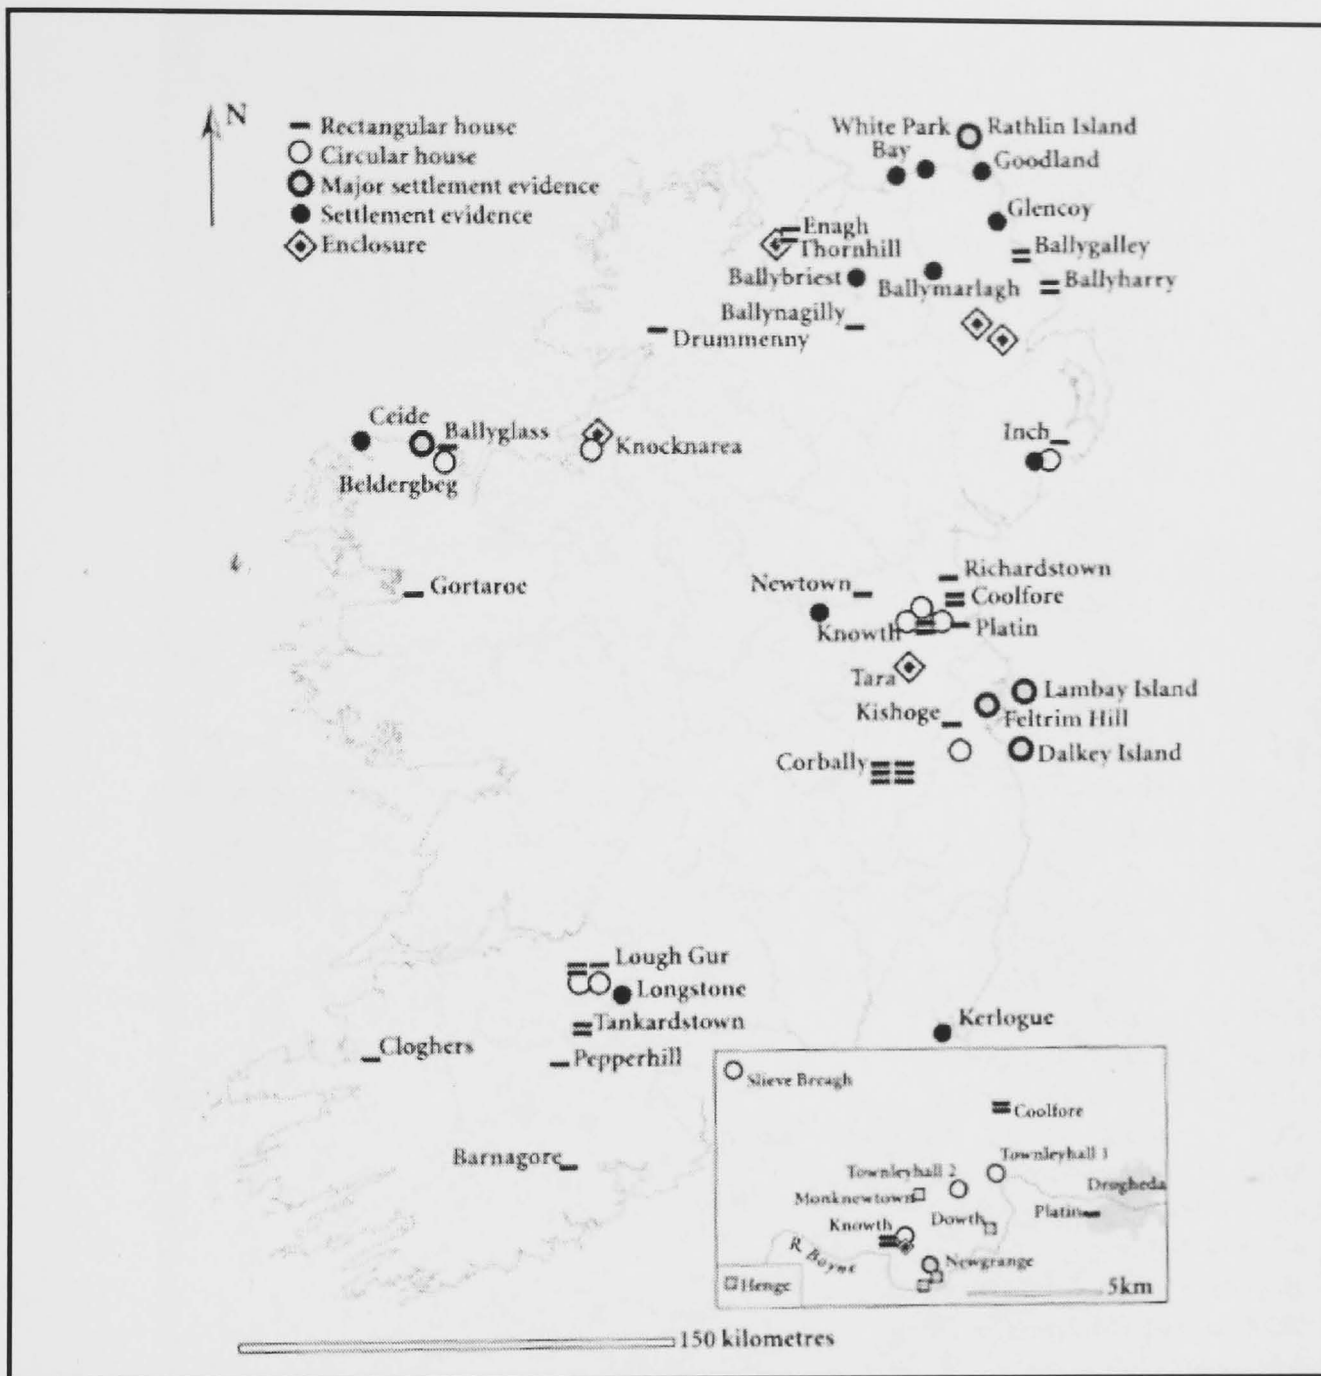 N
Rectangular house
Circular house
Major settlement evidence
Settlement evidence
Enclosure
White Park
Bay
Rathlin Island
Goodland
Glencoy
Enagh
Thornhill
Ballygalley
Ballybriest
Ballymarlagh
Ballyharry
Ballynagilly
Drummenny
Ceide
Ballyglass
Beldergbeg
Knocknarea
Inch
Gortaroe
Newtown
Richardstown
Coolfore
Knowth
Platin
Tara
Lambay Island
Kishoge
Feltrim Hill
Corbally
Dalkey Island
Lough Gur
Longstone
Tankardstown
Kerlogue
Cloghers
Pepperhill
Barnagore
Slieve Breagh
Coolfore
Townleyhall 1
Townleyhall 2
Drogheda
Monknewtown
Platin
Knowth
Dowth
R. Boyne
Newgrange
Henge
5km
150 kilometres